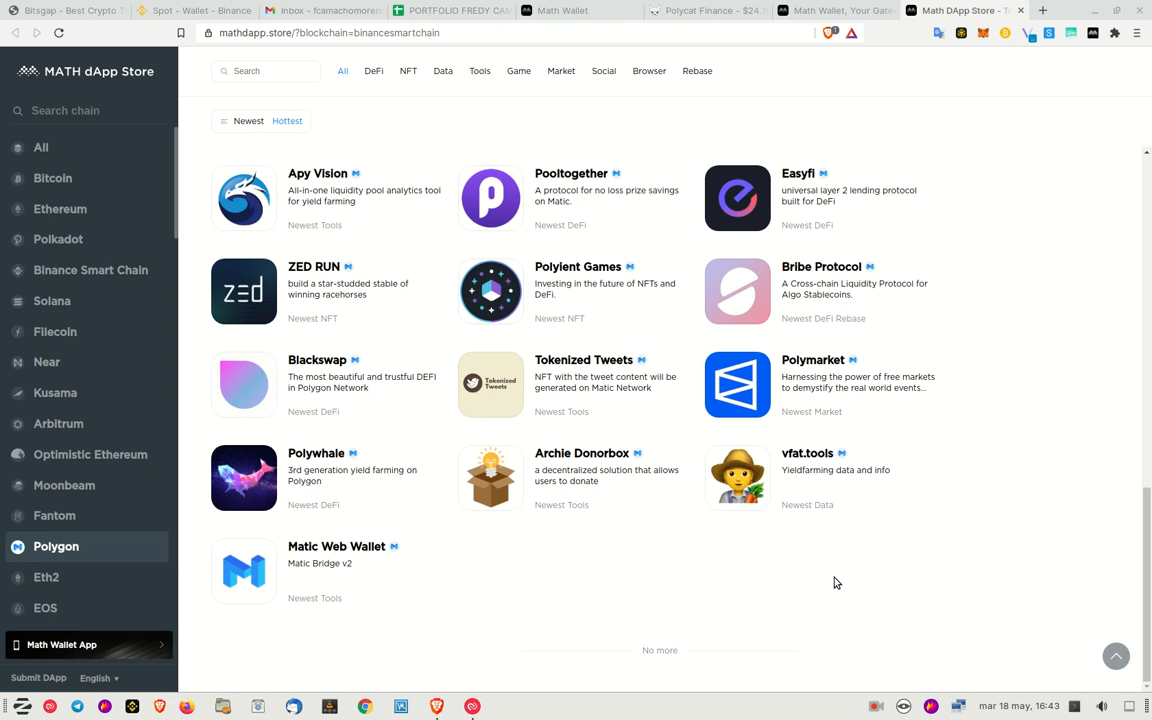 Bitsgap - Best Crypto T
Spot - Wallet - Binance
Inbox - fcamachomoren
PORTFOLIO FREDY CAM
Math Wallet
Polycat Finance - $24.1
Math Wallet, Your Gate
Math DApp Store - To
mathdapp.store/?blockchain=binancesmartchain
MATH dApp Store
Search chain
All
Bitcoin
Ethereum
Polkadot
Binance Smart Chain
Solana
Filecoin
Near
Kusama
Arbitrum
Optimistic Ethereum
Moonbeam
Fantom
Polygon
Eth2
EOS
Math Wallet App
Submit DApp English
Search
All DeFi NFT Data Tools Game Market Social Browser Rebase
Newest Hottest
Apy Vision
All-in-one liquidity pool analytics tool
for yield farming
Newest Tools
Pooltogether
A protocol for no loss prize savings
on Matic.
Newest DeFi
Easyfi
universal layer 2 lending protocol
built for DeFi
Newest DeFi
zed
ZED RUN
build a star-studded stable of
winning racehorses
Newest NFT
Polyient Games
Investing in the future of NFTs and
DeFi.
Newest NFT
Bribe Protocol
A Cross-chain Liquidity Protocol for
Algo Stablecoins.
Newest DeFi Rebase
Blackswap
The most beautiful and trustful DEFI
in Polygon Network
Newest DeFi
Tokenized
Tweets
Tokenized Tweets
NFT with the tweet content will be
generated on Matic Network
Newest Tools
Polymarket
Harnessing the power of free markets
to demystify the real world events...
Newest Market
Polywhale
3rd generation yield farming on
Polygon
Newest DeFi
Archie Donorbox
a decentralized solution that allows
users to donate
Newest Tools
vfat.tools
Yieldfarming data and info
Newest Data
Matic Web Wallet
Matic Bridge v2
Newest Tools
No more
mar 18 may, 16:43